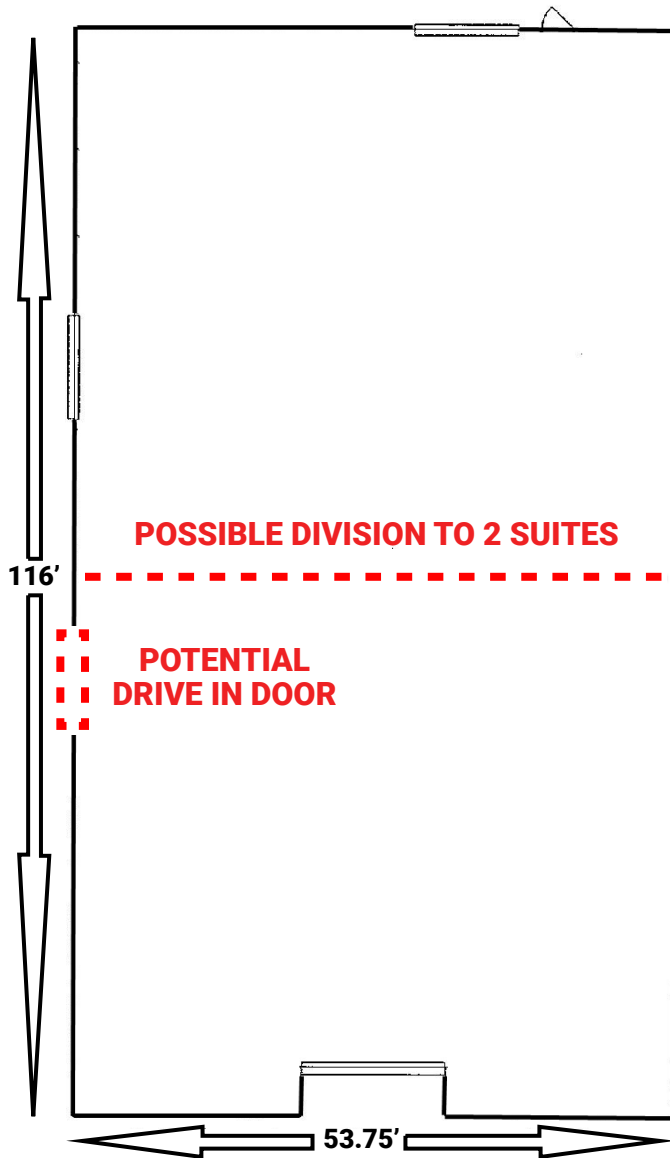 POSSIBLE DIVISION TO 2 SUITES
116’
POTENTIAL
DRIVE IN DOOR
53.75’